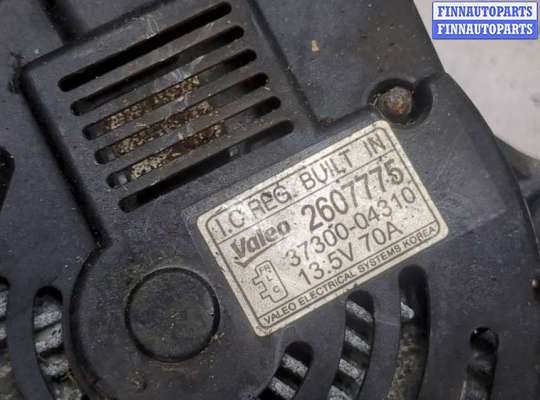 FINNAUTOPARTS
FINNAUTOPARTS
I.C REG. BUILT IN
Valeo 2607775
37300-04310
13.5V 70A
VALEO ELECTRICAL SYSTEMS KOREA